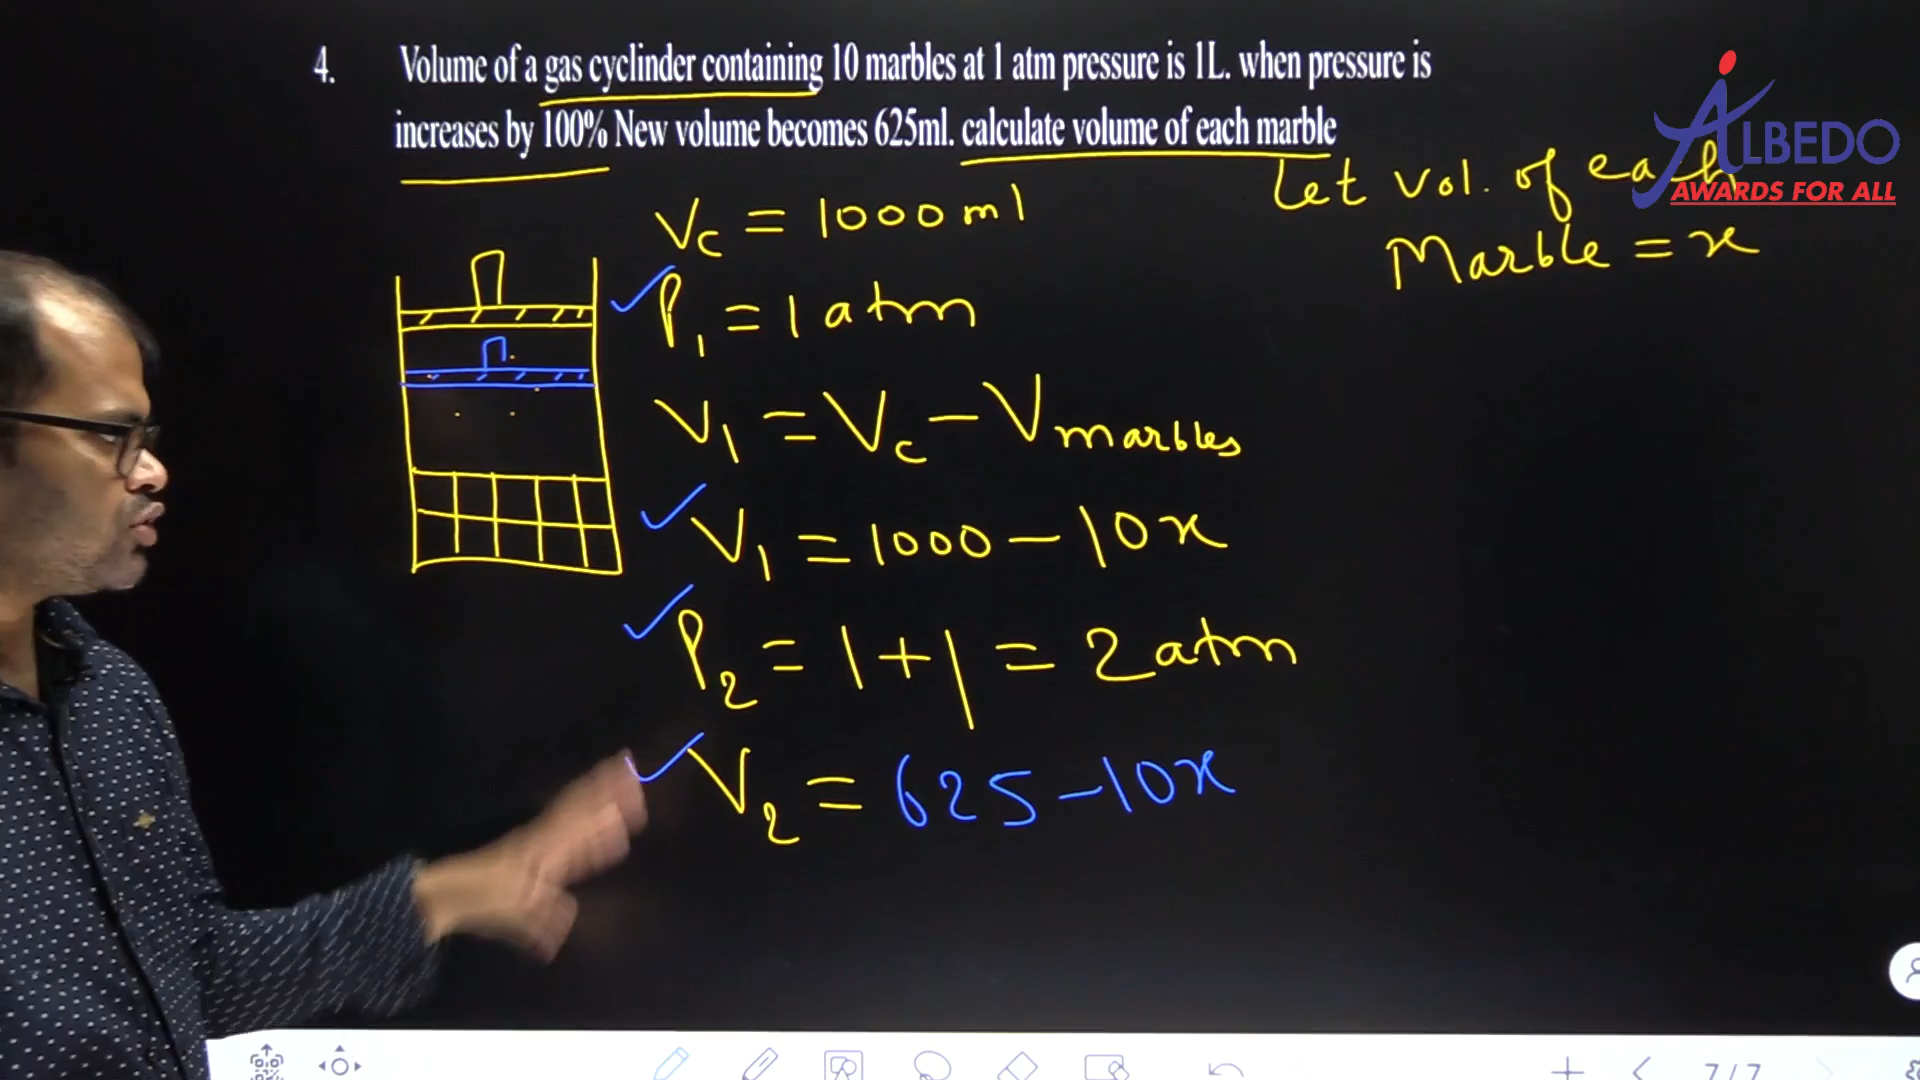 4. Volume of a gas cyclinder containing 10 marbles at 1 atm pressure is 1L. when pressure is
increases by 100% New volume becomes 625ml. calculate volume of each marble
ALBEDO
AWARDS FOR ALL
Let Vol. of each
Marble = x
Vc = 1000 ml
P1 = 1 atm
V1 = Vc - Vmarbles
V1 = 1000 - 10x
P2 = 1 + 1 = 2 atm
V2 = 625 - 10x
7/7